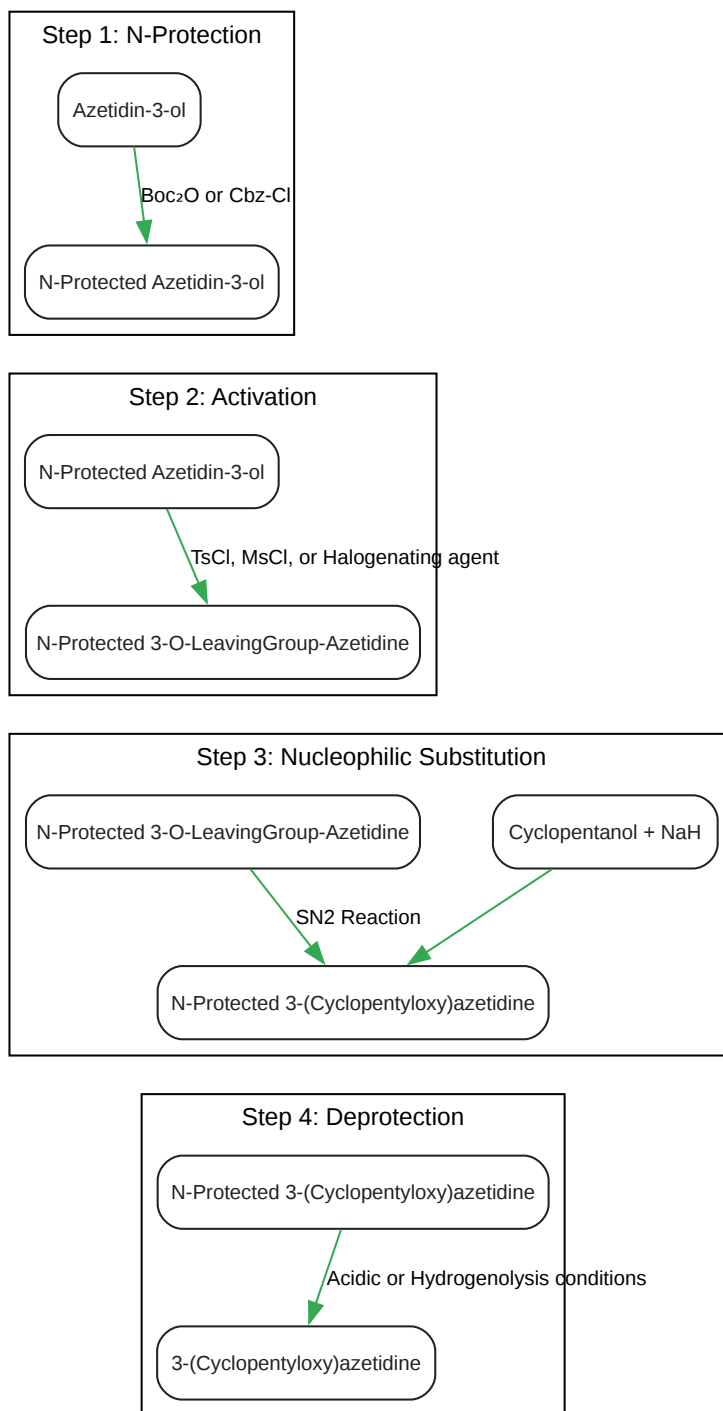 Step 1: N-Protection
Azetidin-3-ol
Boc₂O or Cbz-Cl
N-Protected Azetidin-3-ol
Step 2: Activation
N-Protected Azetidin-3-ol
TsCl, MsCl, or Halogenating agent
N-Protected 3-O-LeavingGroup-Azetidine
Step 3: Nucleophilic Substitution
N-Protected 3-O-LeavingGroup-Azetidine
Cyclopentanol + NaH
SN2 Reaction
N-Protected 3-(Cyclopentyloxy)azetidine
Step 4: Deprotection
N-Protected 3-(Cyclopentyloxy)azetidine
Acidic or Hydrogenolysis conditions
3-(Cyclopentyloxy)azetidine